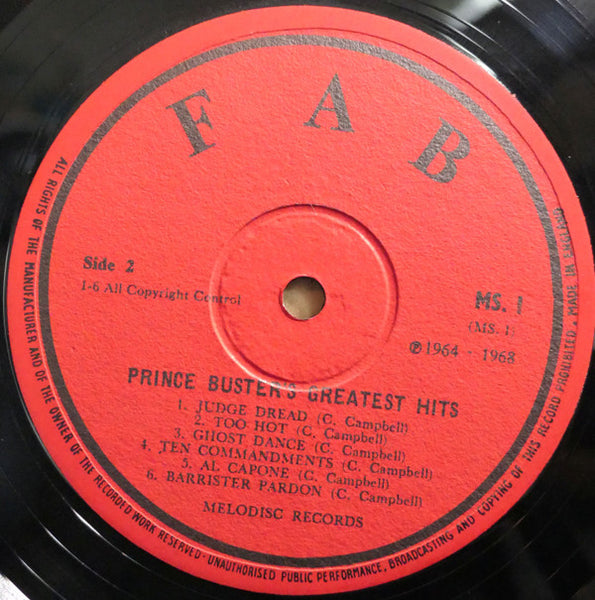 FAB
Side 2
1-6 All Copyright Control
MS. 1
(MS. 1)
℗ 1964 - 1968
PRINCE BUSTER'S GREATEST HITS
1. JUDGE DREAD (C. Campbell)
2. TOO HOT (C. Campbell)
3. GHOST DANCE (C. Campbell)
4. TEN COMMANDMENTS (C. Campbell)
5. AL CAPONE (C. Campbell)
6. BARRISTER PARDON (C. Campbell)
MELODISC RECORDS
ALL RIGHTS OF THE MANUFACTURER AND OF THE OWNER OF THE RECORDED WORK RESERVED - UNAUTHORISED PUBLIC PERFORMANCE, BROADCASTING AND COPYING OF THIS RECORD PROHIBITED. MADE IN ENGLAND